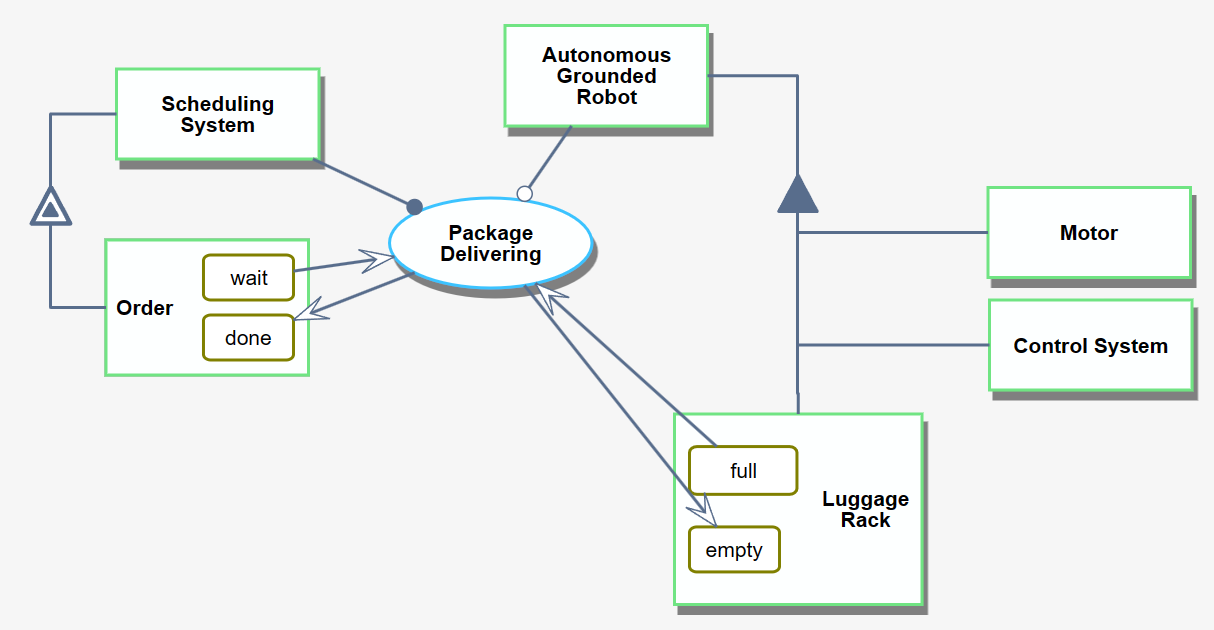 Autonomous
Grounded
Robot
Scheduling
System
Package
Delivering
Motor
wait
Order
done
Control System
full
Luggage
Rack
empty